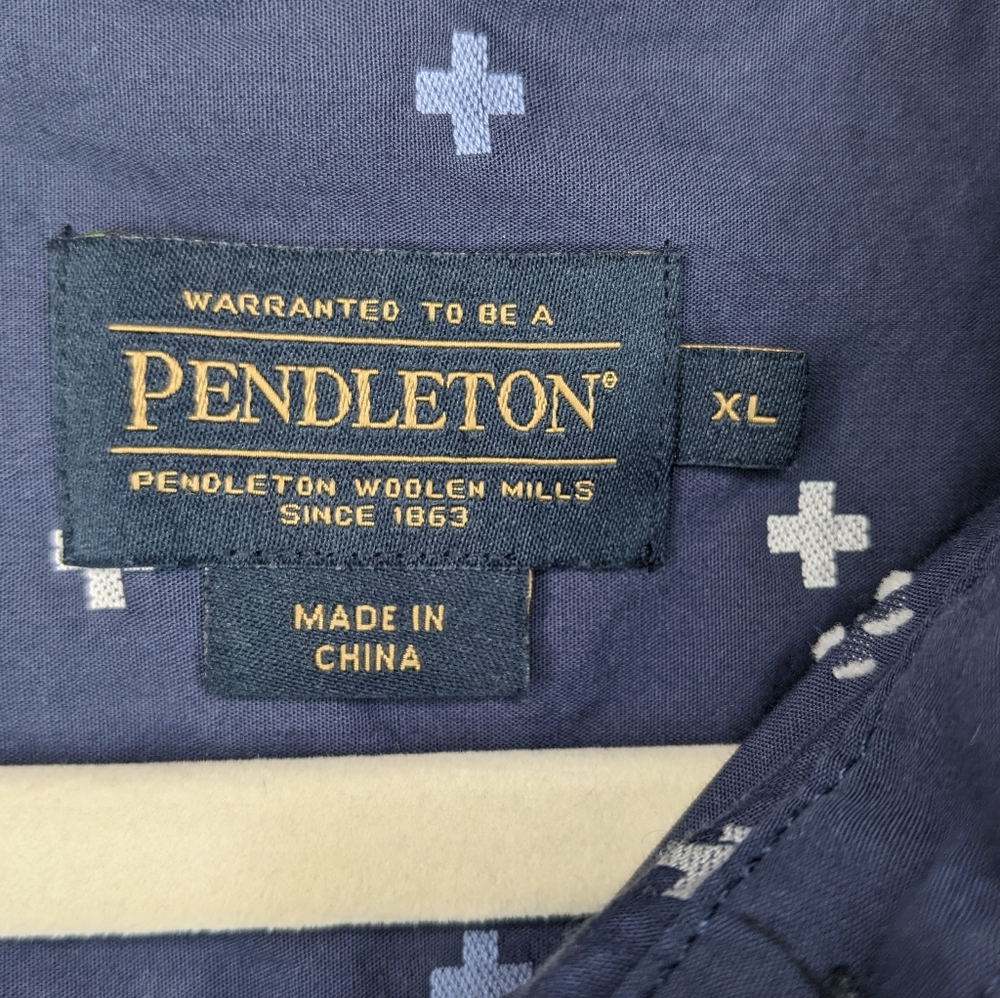 WARRANTED TO BE A
PENDLETON®
XL
PENDLETON WOOLEN MILLS
SINCE 1863
MADE IN
CHINA